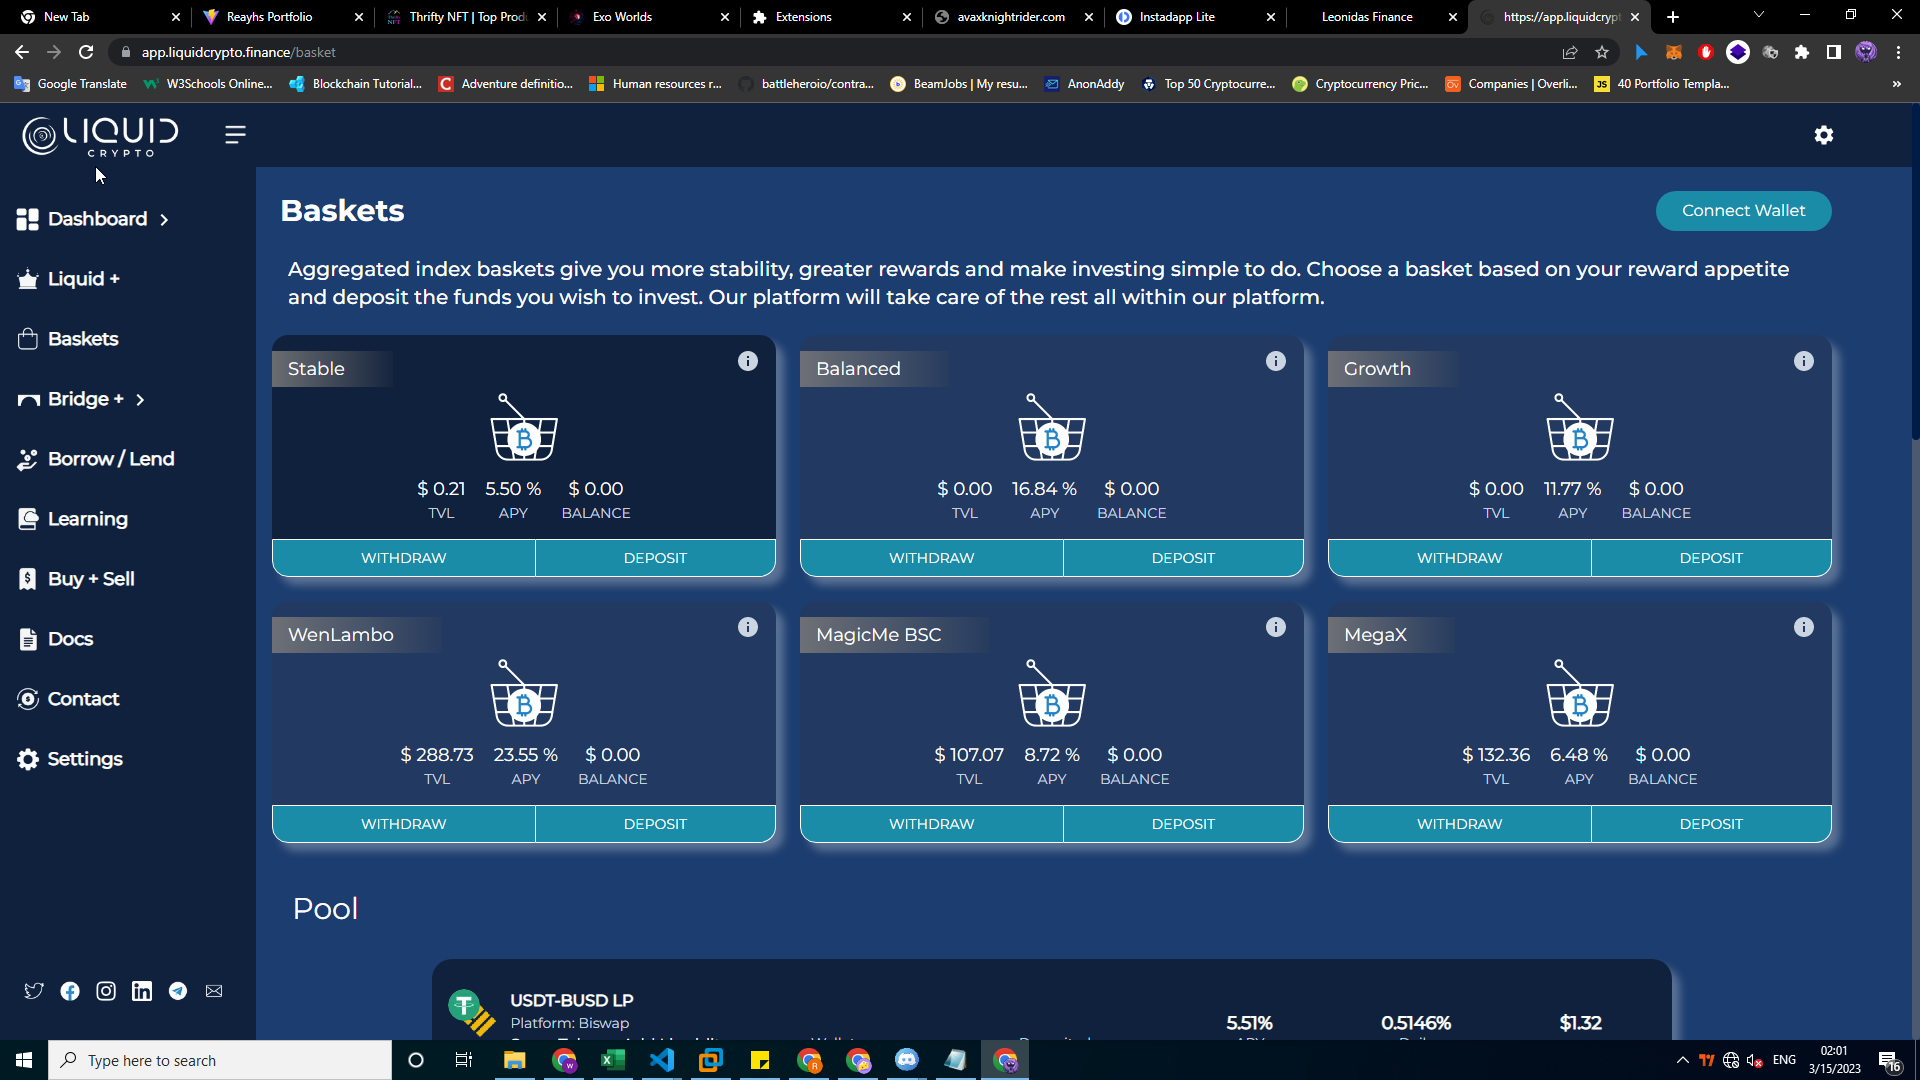 New Tab
Reayhs Portfolio
Thrifty NFT | Top Produ
Exo Worlds
Extensions
avaxknightrider.com
Instadapp Lite
Leonidas Finance
https://app.liquidcrypt
app.liquidcrypto.finance/basket
Google Translate
W3Schools Online...
Blockchain Tutorial...
Adventure definitio...
Human resources r...
battleheroio/contra...
BeamJobs | My resu...
AnonAddy
Top 50 Cryptocurre...
Cryptocurrency Pric...
Companies | Overli...
JS
40 Portfolio Templa...
»
LIQUID
CRYPTO
Dashboard
Liquid +
Baskets
Bridge +
Borrow / Lend
Learning
Buy + Sell
Docs
Contact
Settings
Baskets
Connect Wallet
Aggregated index baskets give you more stability, greater rewards and make investing simple to do. Choose a basket based on your reward appetite
and deposit the funds you wish to invest. Our platform will take care of the rest all within our platform.
Stable
$ 0.21 5.50 % $ 0.00
TVL APY BALANCE
WITHDRAW DEPOSIT
Balanced
$ 0.00 16.84 % $ 0.00
TVL APY BALANCE
WITHDRAW DEPOSIT
Growth
$ 0.00 11.77 % $ 0.00
TVL APY BALANCE
WITHDRAW DEPOSIT
WenLambo
$ 288.73 23.55 % $ 0.00
TVL APY BALANCE
WITHDRAW DEPOSIT
MagicMe BSC
$ 107.07 8.72 % $ 0.00
TVL APY BALANCE
WITHDRAW DEPOSIT
MegaX
$ 132.36 6.48 % $ 0.00
TVL APY BALANCE
WITHDRAW DEPOSIT
Pool
USDT-BUSD LP
Platform: Biswap
5.51% 0.5146% $1.32
Type here to search
ENG
02:01
3/15/2023
16